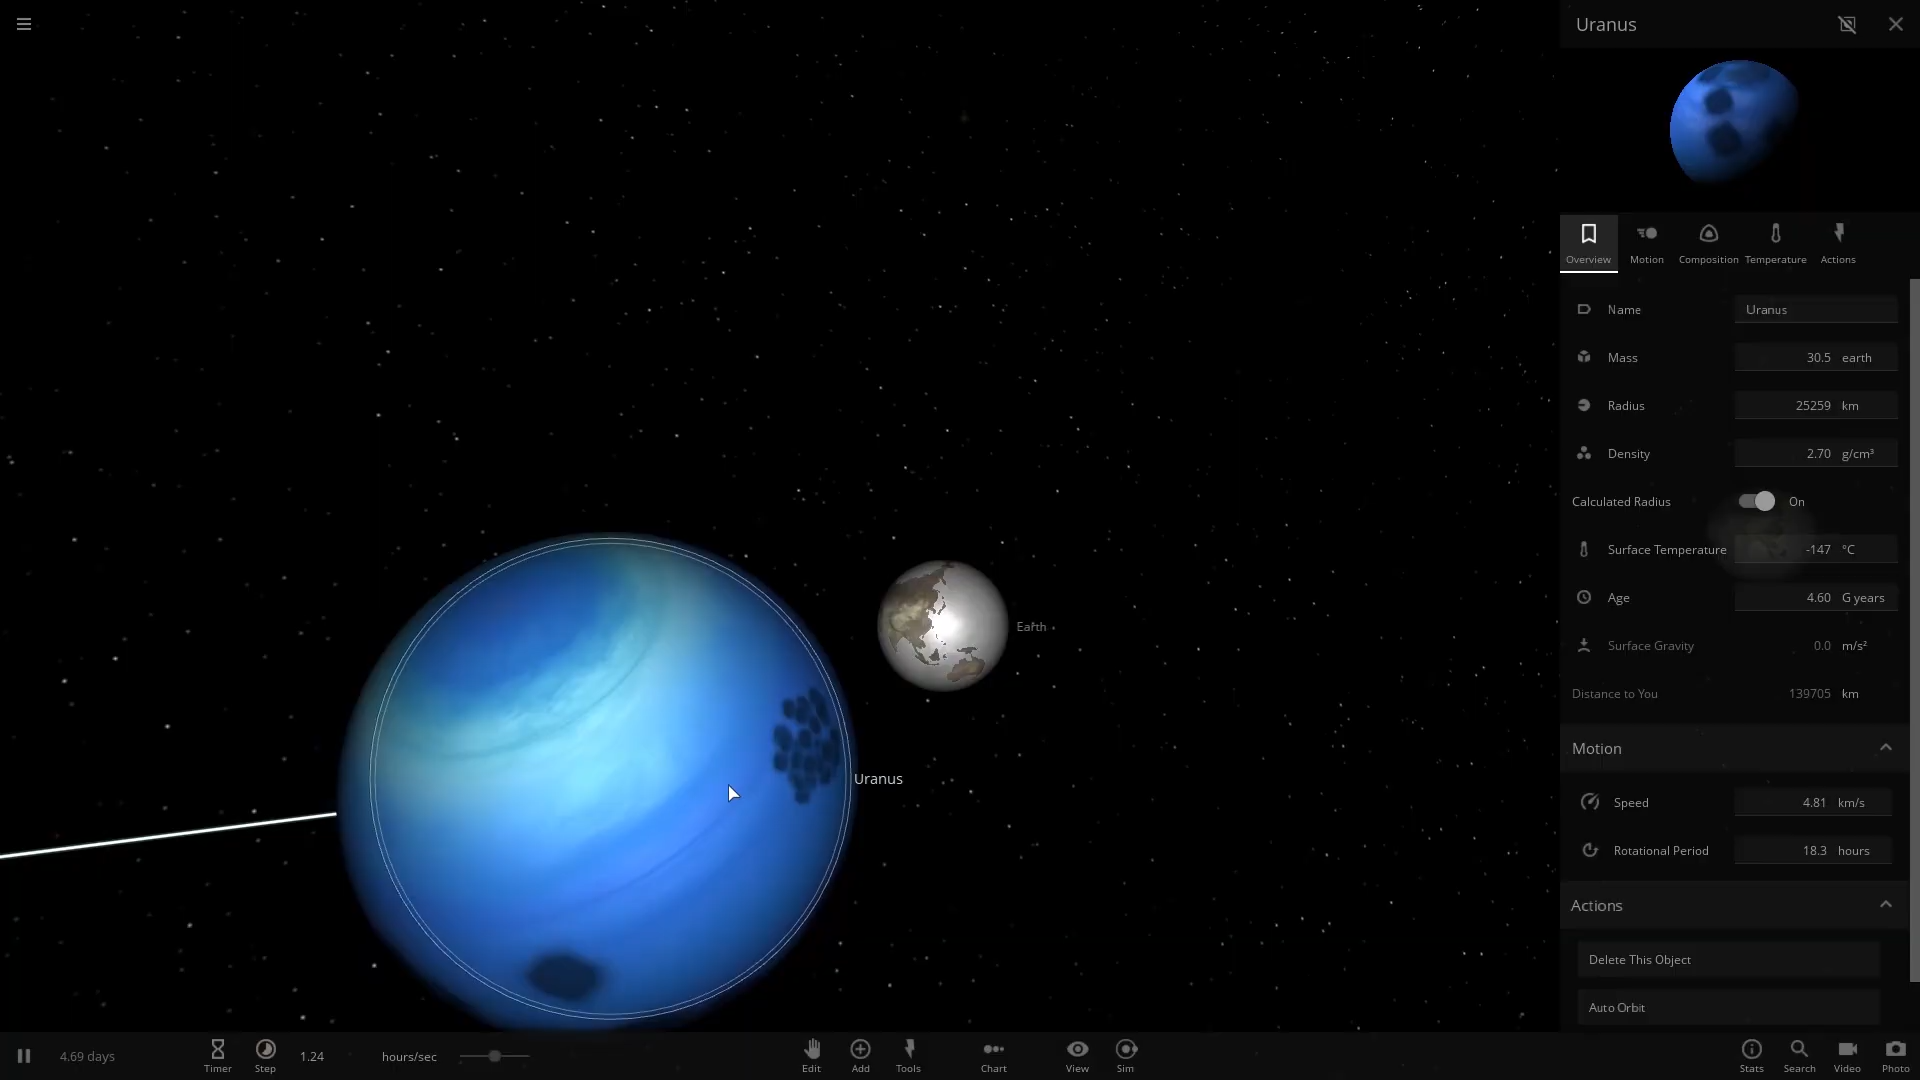 Uranus
Overview
Motion
Composition
Temperature
Actions
Name Uranus
Mass 30.5 earth
Radius 25259 km
Density 2.70 g/cm³
Calculated Radius On
Surface Temperature -147 °C
Age 4.60 G years
Surface Gravity 0.0 m/s²
Distance to You 139705 km
Motion
Speed 4.81 km/s
Rotational Period 18.3 hours
Actions
Delete This Object
Auto Orbit
Earth
Uranus
4.69 days
Timer
Step
1.24 hours/sec
Edit
Add
Tools
Chart
View
Sim
Stats
Search
Video
Photo